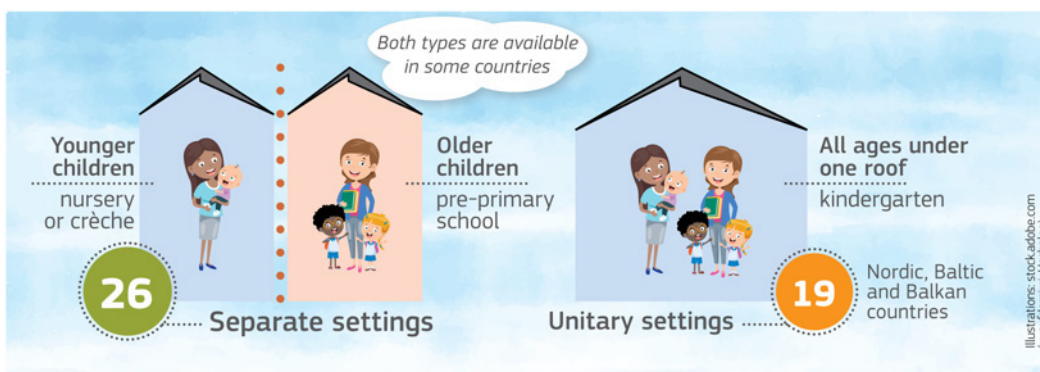 Both types are available
in some countries
Younger
children
nursery
or crèche
26
Older
children
pre-primary
school
Separate settings
All ages under
one roof
kindergarten
Unitary settings
19
Nordic, Baltic
and Balkan
countries
Illustrations: stock.adobe.com